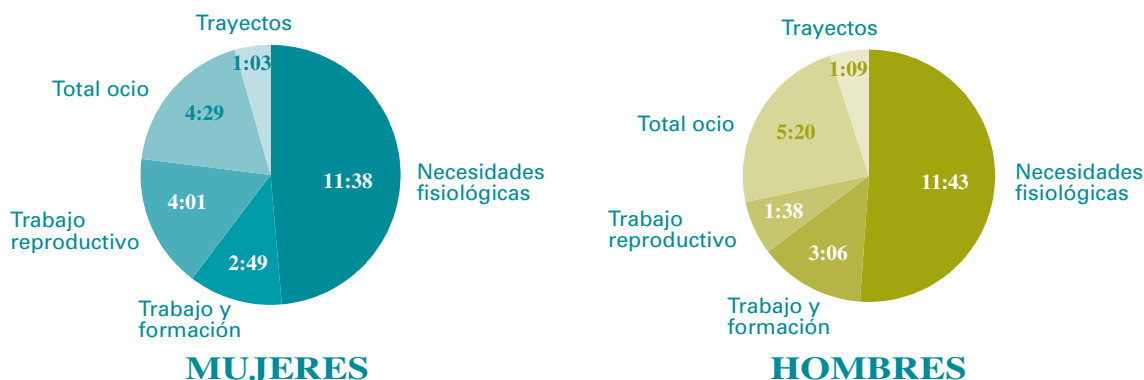 Trayectos
1:03
Total ocio
4:29
Necesidades
fisiológicas
11:38
Trabajo
reproductivo
4:01
2:49
Trabajo y
formación
MUJERES
Trayectos
1:09
Total ocio
5:20
Necesidades
fisiológicas
11:43
Trabajo
reproductivo
1:38
3:06
Trabajo y
formación
HOMBRES